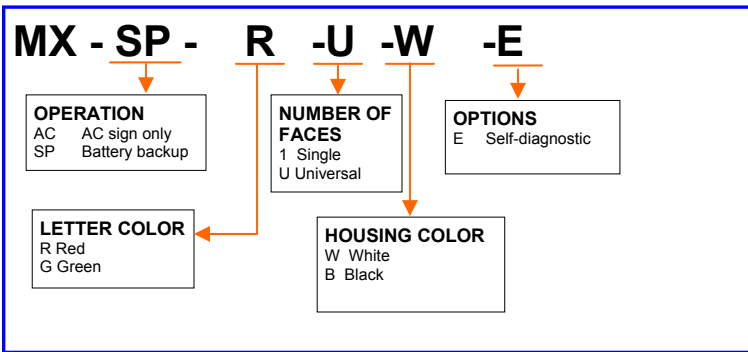 MX - SP - R -U -W -E
OPERATION
AC AC sign only
SP Battery backup
NUMBER OF
FACES
1 Single
U Universal
OPTIONS
E Self-diagnostic
LETTER COLOR
R Red
G Green
HOUSING COLOR
W White
B Black